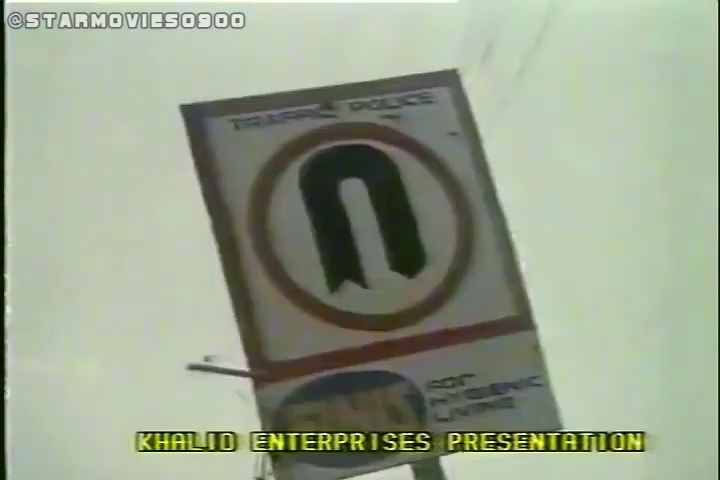 @STARMOVIES0900
TRAFFIC POLICE
FOR
HYGIENIC
LIVING
KHALID ENTERPRISES PRESENTATION